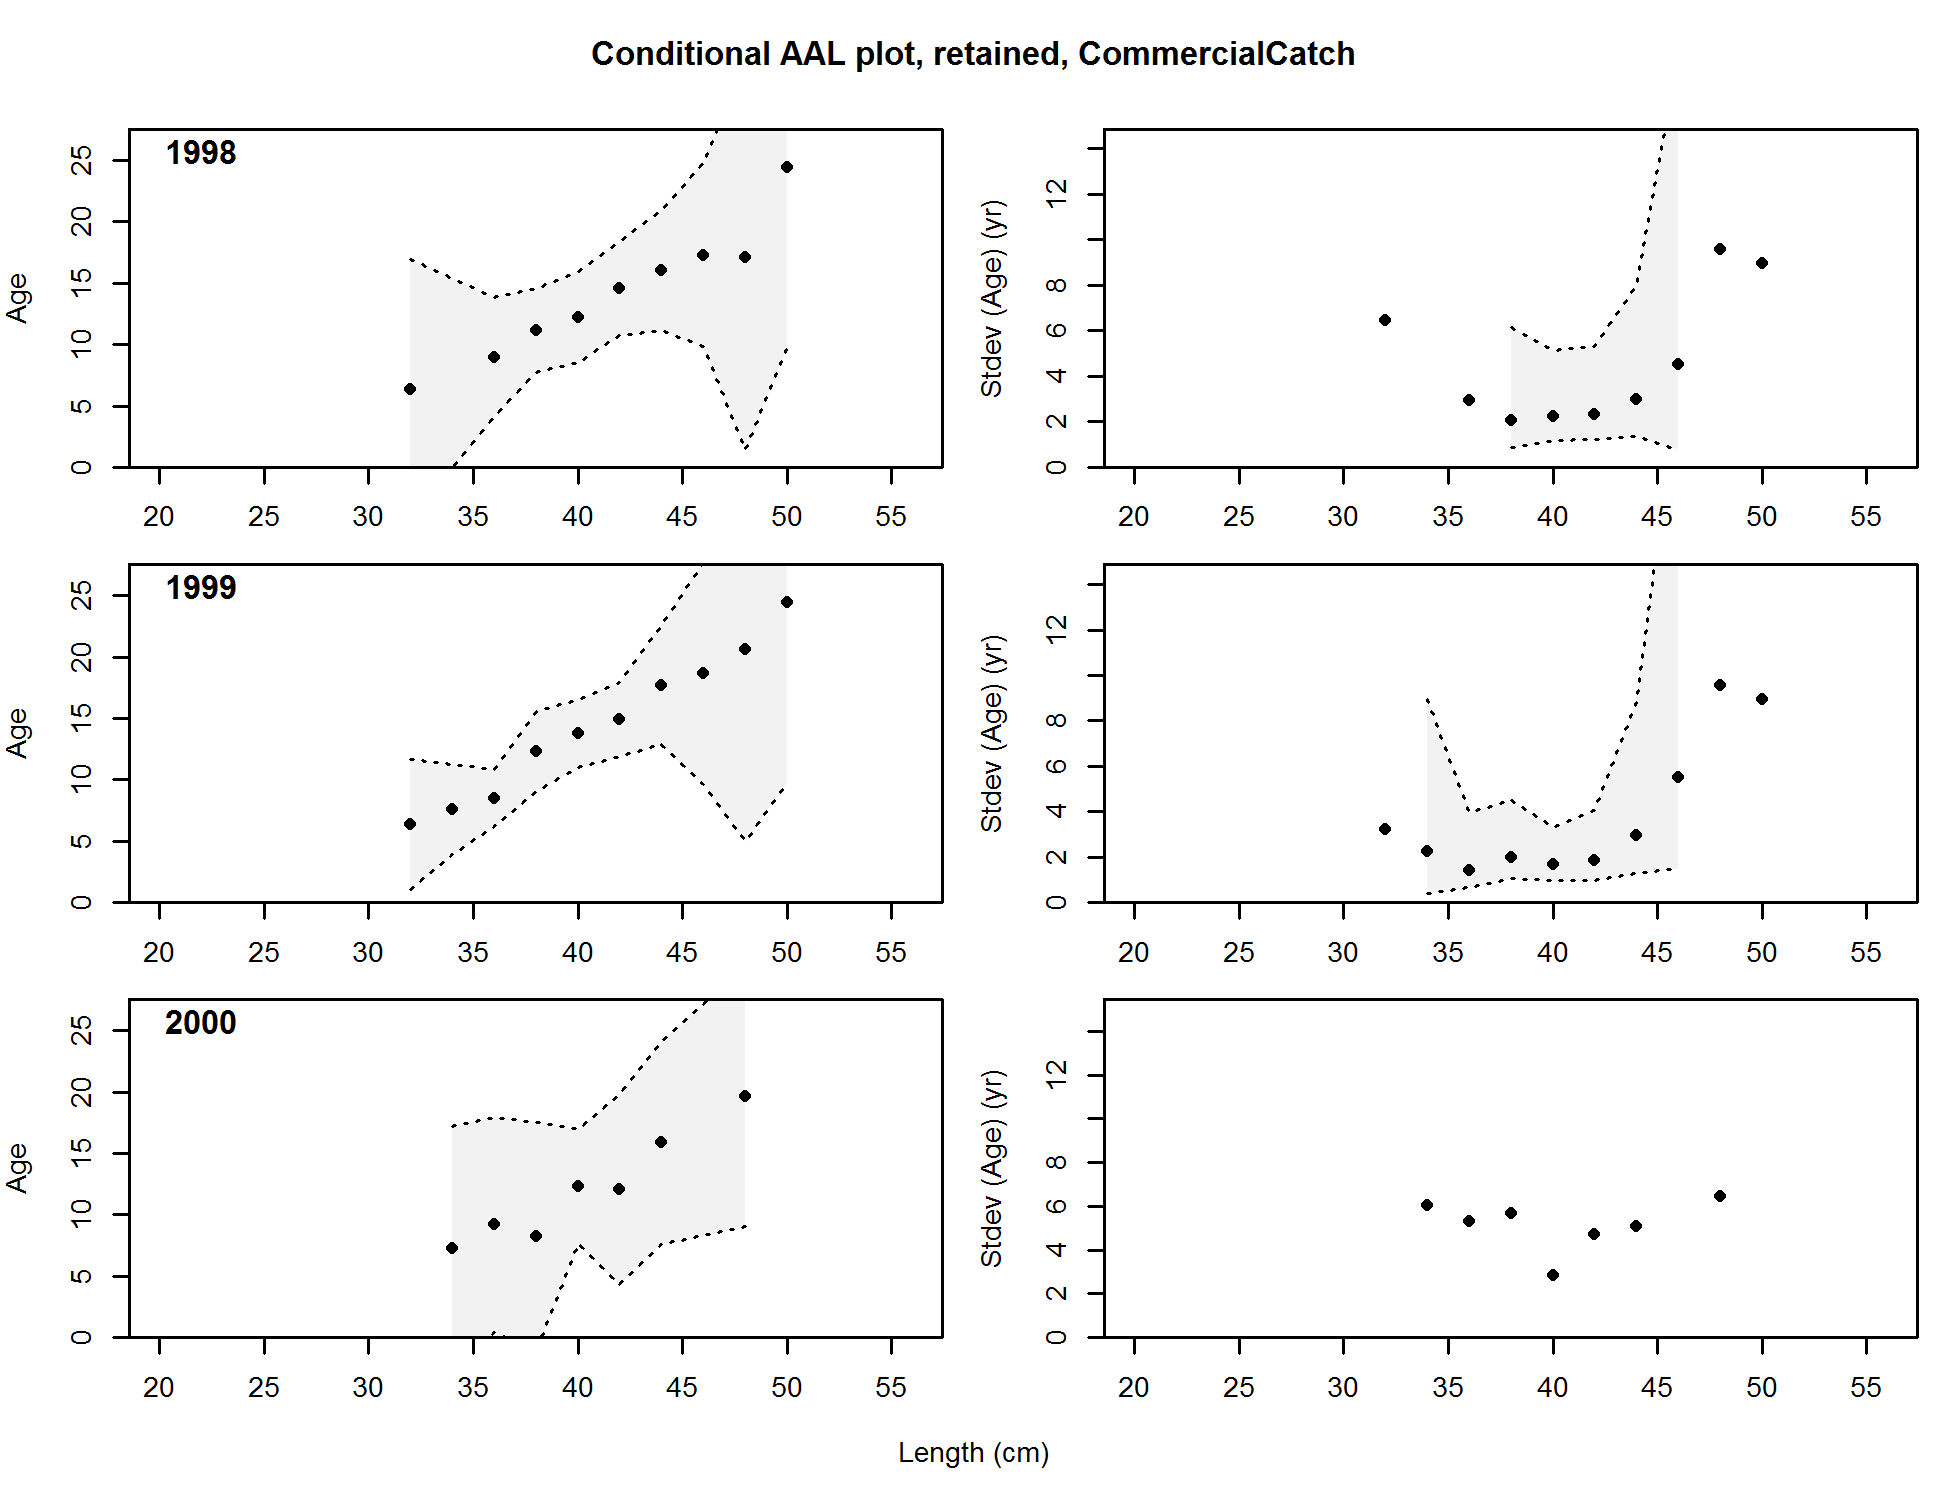 Conditional AAL plot, retained, CommercialCatch
1998
Age
0 5 10 15 20 25
20 25 30 35 40 45 50 55
Stdev (Age) (yr)
0 2 4 6 8 12
20 25 30 35 40 45 50 55
1999
Age
0 5 10 15 20 25
20 25 30 35 40 45 50 55
Stdev (Age) (yr)
0 2 4 6 8 12
20 25 30 35 40 45 50 55
2000
Age
0 5 10 15 20 25
20 25 30 35 40 45 50 55
Stdev (Age) (yr)
0 2 4 6 8 12
20 25 30 35 40 45 50 55
Length (cm)